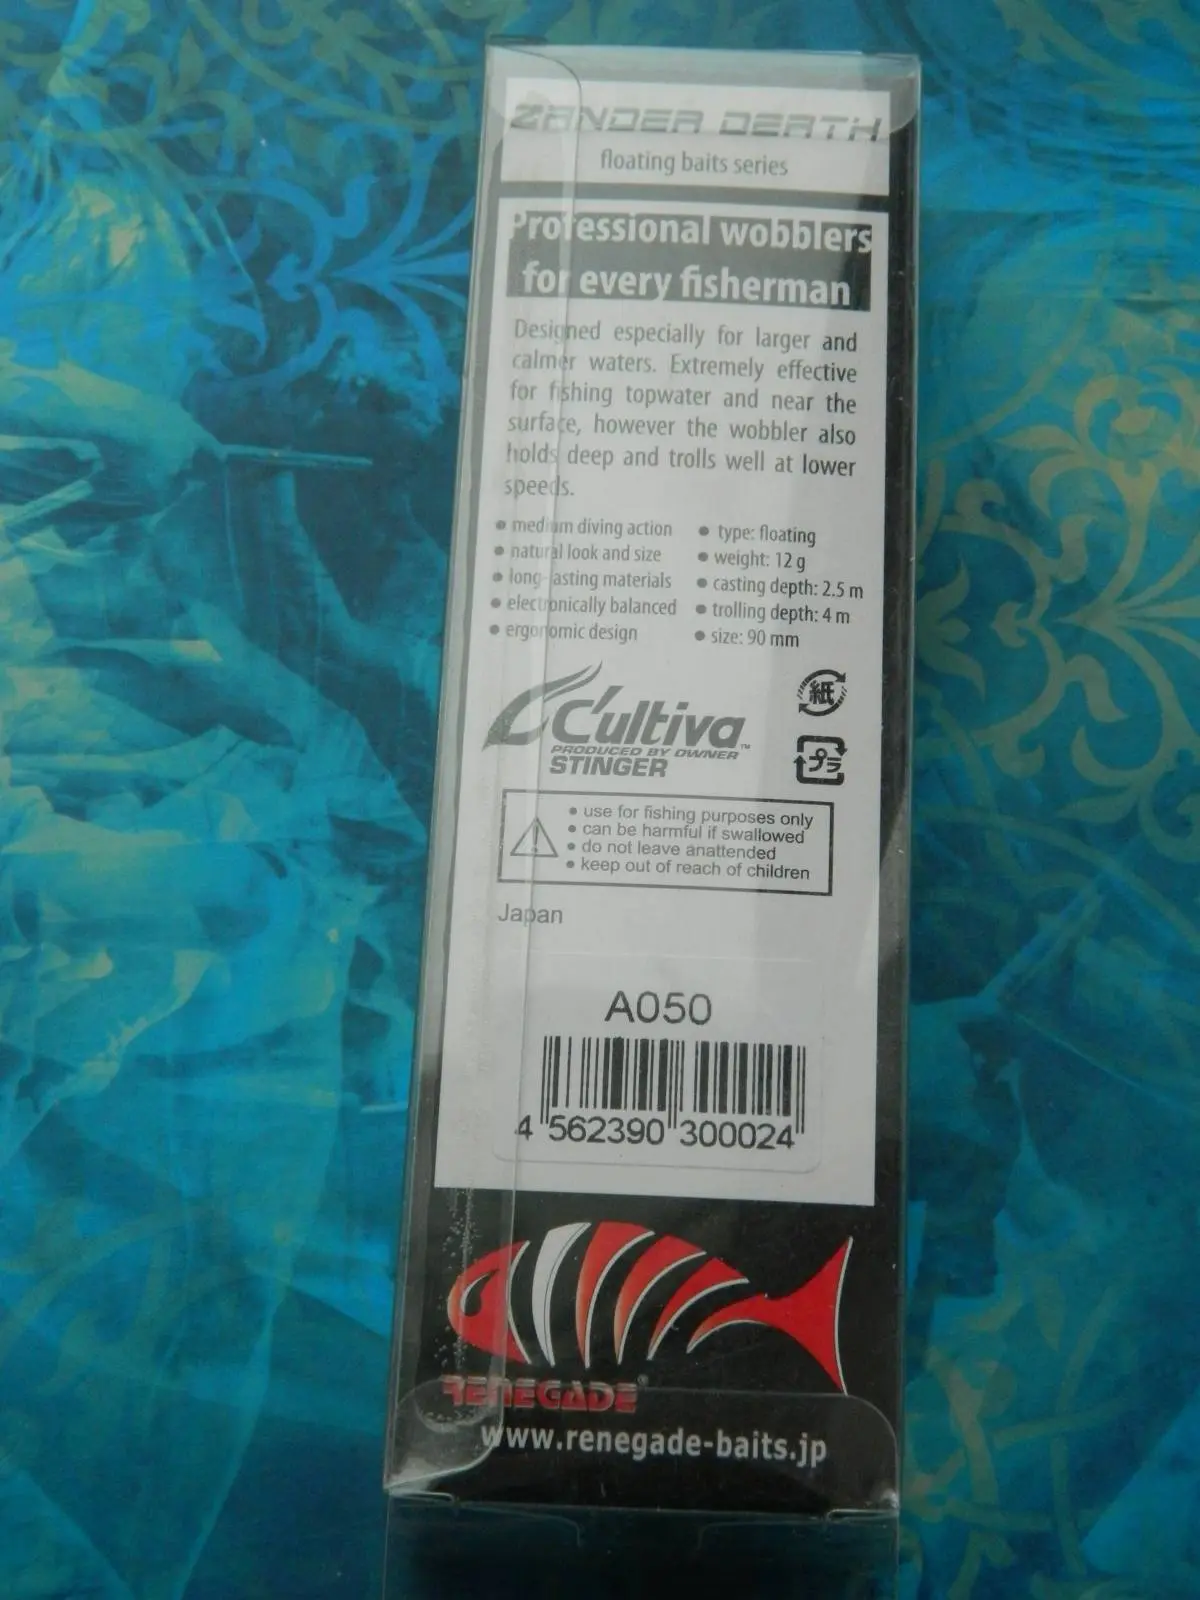 ZANDER DEATH
floating baits series
Professional wobblers
for every fisherman
Designed especially for larger and
calmer waters. Extremely effective
for fishing topwater and near the
surface, however the wobbler also
holds deep and trolls well at lower
speeds.
• medium diving action
• natural look and size
• long-lasting materials
• electronically balanced
• ergonomic design
• type: floating
• weight: 12 g
• casting depth: 2.5 m
• trolling depth: 4 m
• size: 90 mm
C'ultiva™
PRODUCED BY OWNER
STINGER
紙
プラ
• use for fishing purposes only
• can be harmful if swallowed
• do not leave anattended
• keep out of reach of children
Japan
A050
4 562390 300024
RENEGADE®
www.renegade-baits.jp